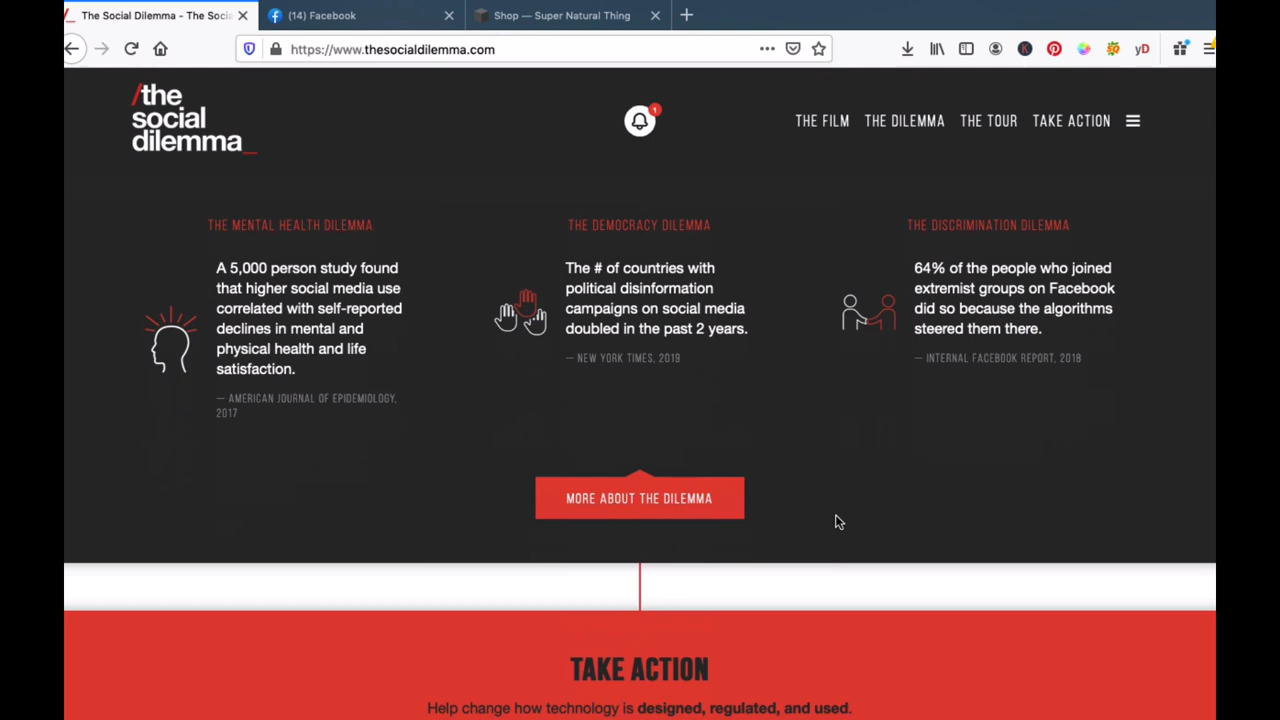 The Social Dilemma - The Socia
(14) Facebook
Shop — Super Natural Thing
https://www.thesocialdilemma.com
yD
/the
social
dilemma_
1
THE FILM
THE DILEMMA
THE TOUR
TAKE ACTION
THE MENTAL HEALTH DILEMMA
A 5,000 person study found
that higher social media use
correlated with self-reported
declines in mental and
physical health and life
satisfaction.
— AMERICAN JOURNAL OF EPIDEMIOLOGY,
2017
THE DEMOCRACY DILEMMA
The # of countries with
political disinformation
campaigns on social media
doubled in the past 2 years.
— NEW YORK TIMES, 2019
THE DISCRIMINATION DILEMMA
64% of the people who joined
extremist groups on Facebook
did so because the algorithms
steered them there.
— INTERNAL FACEBOOK REPORT, 2018
MORE ABOUT THE DILEMMA
TAKE ACTION
Help change how technology is designed, regulated, and used.